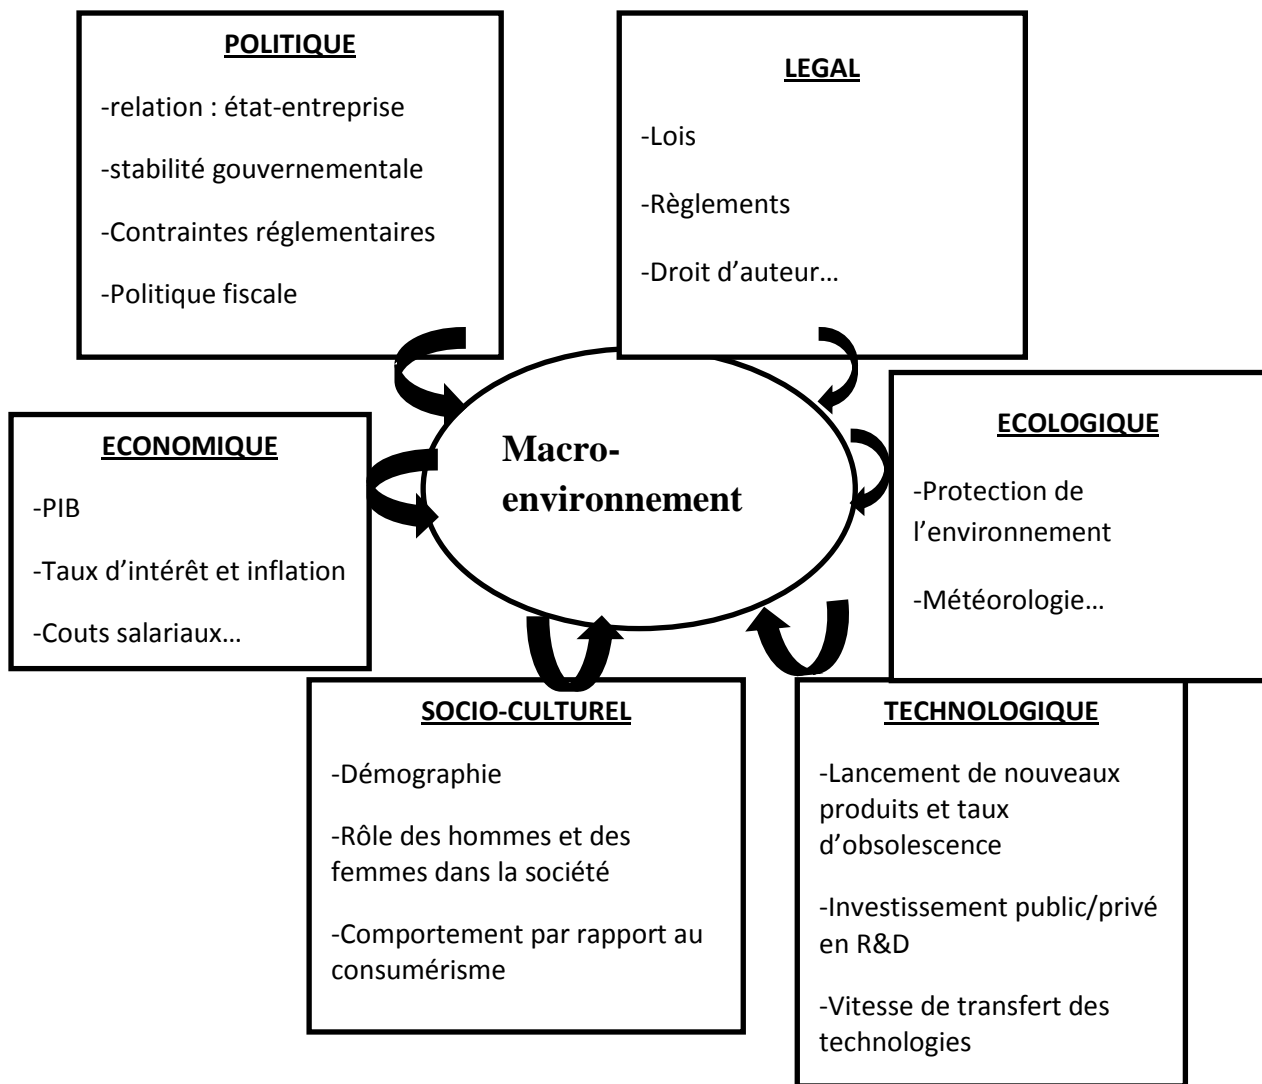 POLITIQUE
-relation : état-entreprise
-stabilité gouvernementale
-Contraintes réglementaires
-Politique fiscale
LEGAL
-Lois
-Règlements
-Droit d’auteur…
ECONOMIQUE
-PIB
-Taux d’intérêt et inflation
-Couts salariaux…
Macro-
environnement
ECOLOGIQUE
-Protection de
l’environnement
-Météorologie…
SOCIO-CULTUREL
-Démographie
-Rôle des hommes et des
femmes dans la société
-Comportement par rapport au
consumérisme
TECHNOLOGIQUE
-Lancement de nouveaux
produits et taux
d’obsolescence
-Investissement public/privé
en R&D
-Vitesse de transfert des
technologies